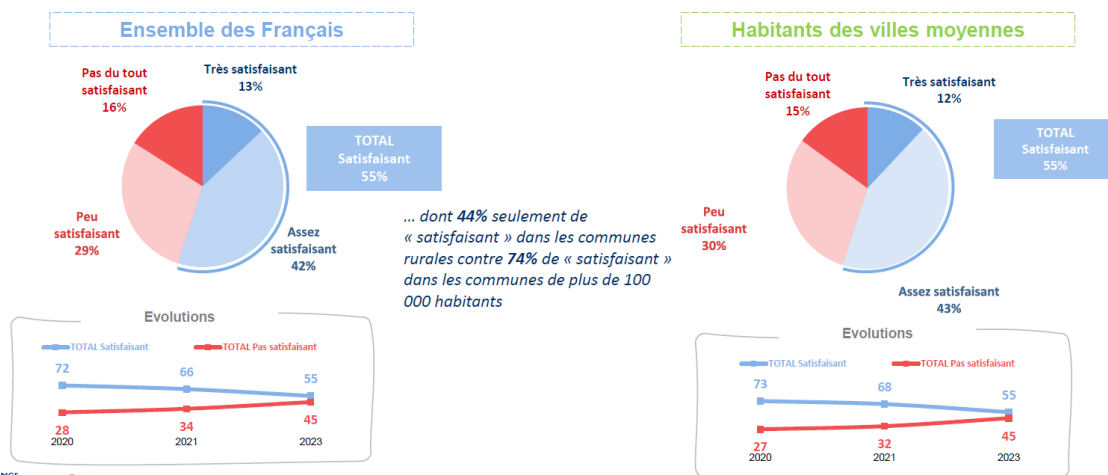 Ensemble des Français
Pas du tout
satisfaisant
16%
Très satisfaisant
13%
TOTAL
Satisfaisant
55%
Peu
satisfaisant
29%
Assez
satisfaisant
42%
... dont 44% seulement de
« satisfaisant » dans les communes
rurales contre 74% de « satisfaisant »
dans les communes de plus de 100
000 habitants
Evolutions
TOTAL Satisfaisant
TOTAL Pas satisfaisant
72
66
55
28
34
45
2020
2021
2023
Habitants des villes moyennes
Pas du tout
satisfaisant
15%
Très satisfaisant
12%
TOTAL
Satisfaisant
55%
Peu
satisfaisant
30%
Assez satisfaisant
43%
Evolutions
TOTAL Satisfaisant
TOTAL Pas satisfaisant
73
68
55
27
32
45
2020
2021
2023